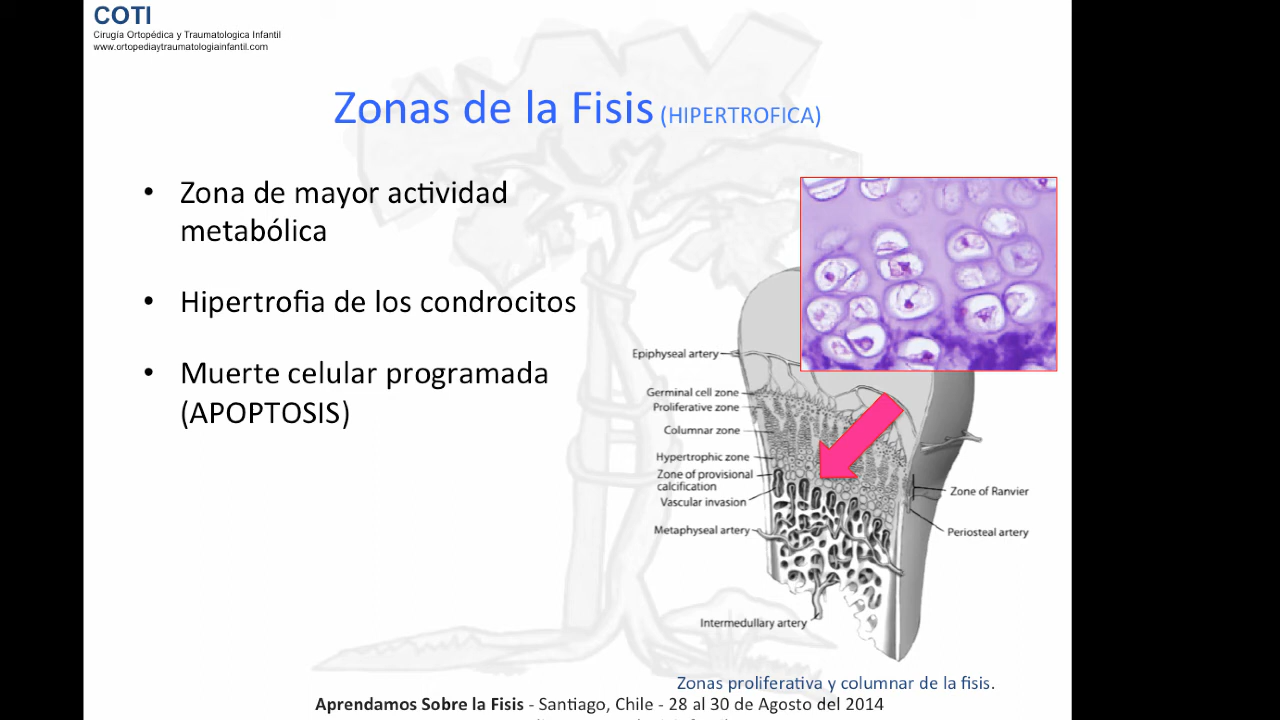 COTI
Cirugía Ortopédica y Traumatologica Infantil
www.ortopediaytraumatologiainfantil.com
Zonas de la Fisis (HIPERTROFICA)
• Zona de mayor actividad
metabólica
• Hipertrofia de los condrocitos
• Muerte celular programada
(APOPTOSIS)
Epiphyseal artery
Germinal cell zone
Proliferative zone
Columnar zone
Hypertrophic zone
Zone of provisional
calcification
Vascular invasion
Metaphyseal artery
Intermedullary artery
Zone of Ranvier
Periosteal artery
Zonas proliferativa y columnar de la fisis.
Aprendamos Sobre la Fisis - Santiago, Chile - 28 al 30 de Agosto del 2014